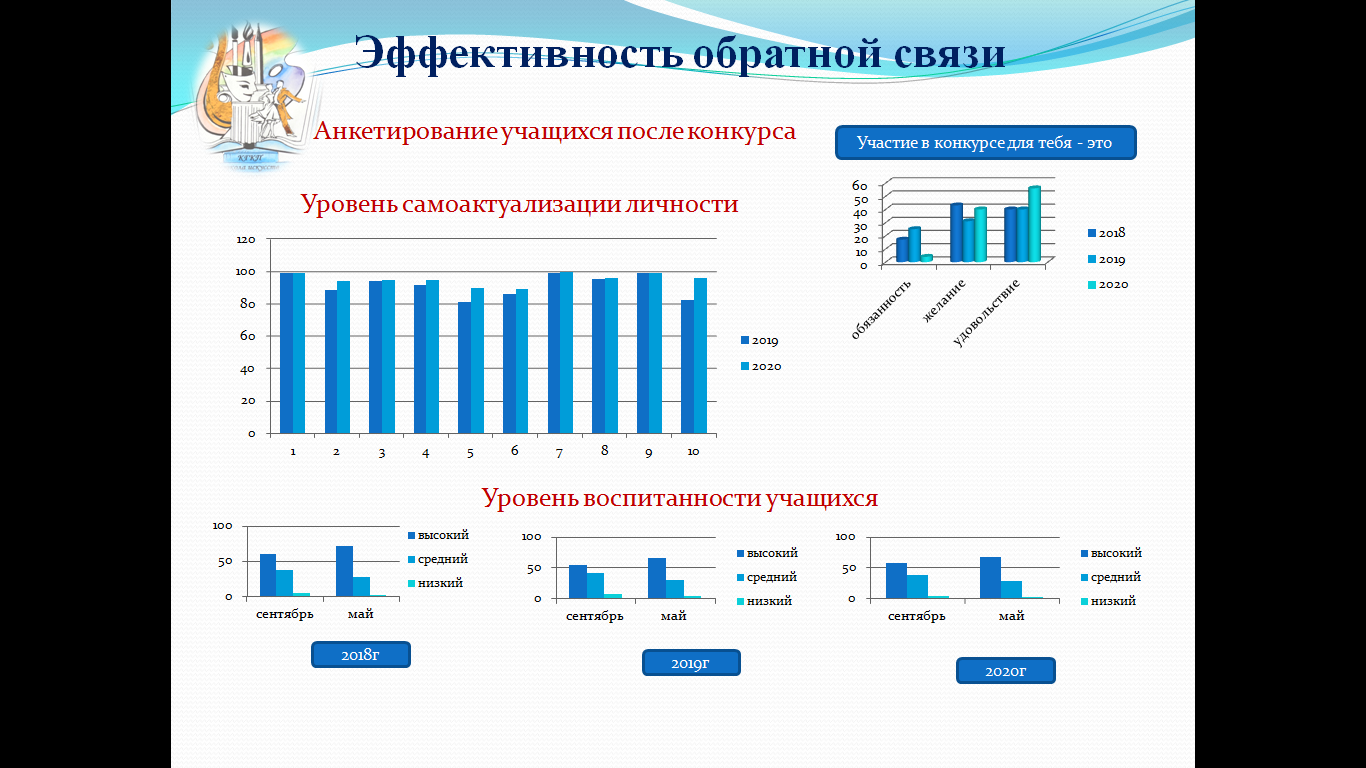 Эффективность обратной связи
КГКП
Анкетирование учащихся после конкурса
Участие в конкурсе для тебя - это
60
50
40
30
20
10
0
обязанность
желание
удовольствие
2018
2019
2020
Уровень самоактуализации личности
120
100
80
60
40
20
0
1 2 3 4 5 6 7 8 9 10
2019
2020
Уровень воспитанности учащихся
100
50
0
сентябрь май
высокий
средний
низкий
2018г
100
50
0
сентябрь май
высокий
средний
низкий
2019г
100
50
0
сентябрь май
высокий
средний
низкий
2020г